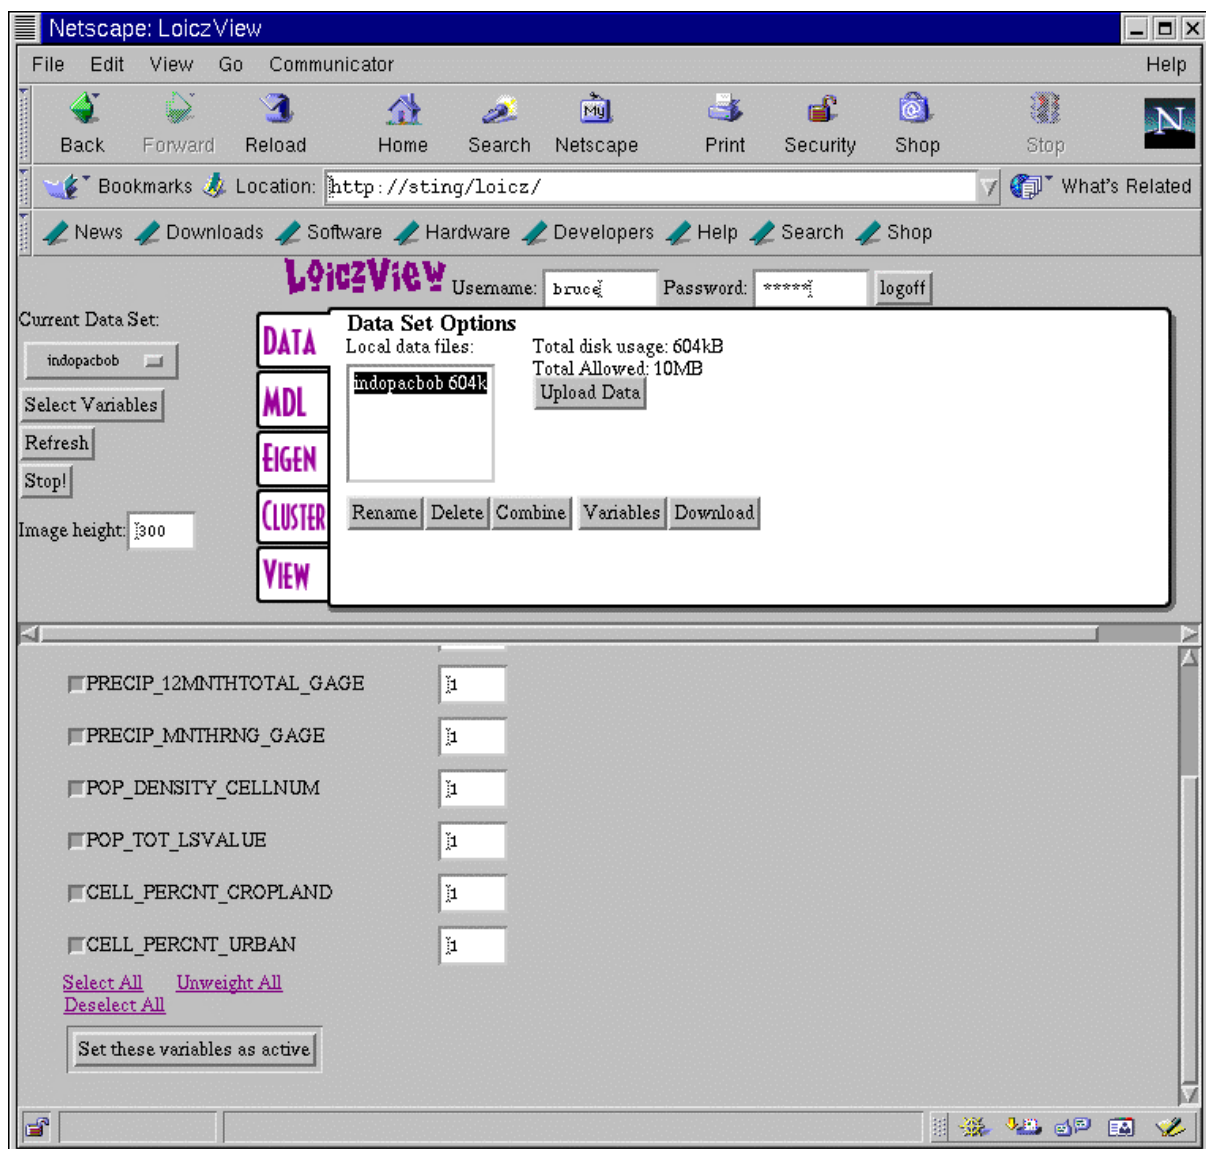 Netscape: LoiczView
File Edit View Go Communicator Help
Back Forward Reload Home Search Netscape Print Security Shop Stop
My
N
Bookmarks Location: http://sting/loicz/ What's Related
News Downloads Software Hardware Developers Help Search Shop
LoiczView Username: bruce Password: ***** logoff
Current Data Set:
indopacbob
Select Variables
Refresh
Stop!
Image height: 300
DATA
MDL
EIGEN
CLUSTER
VIEW
Data Set Options
Local data files: Total disk usage: 604kB
Total Allowed: 10MB
indopacbob 604k Upload Data
Rename Delete Combine Variables Download
PRECIP_12MNTHTOTAL_GAGE 1
PRECIP_MNTHRNG_GAGE 1
POP_DENSITY_CELLNUM 1
POP_TOT_LSVALUE 1
CELL_PERCNT_CROPLAND 1
CELL_PERCNT_URBAN 1
Select All Unweight All
Deselect All
Set these variables as active